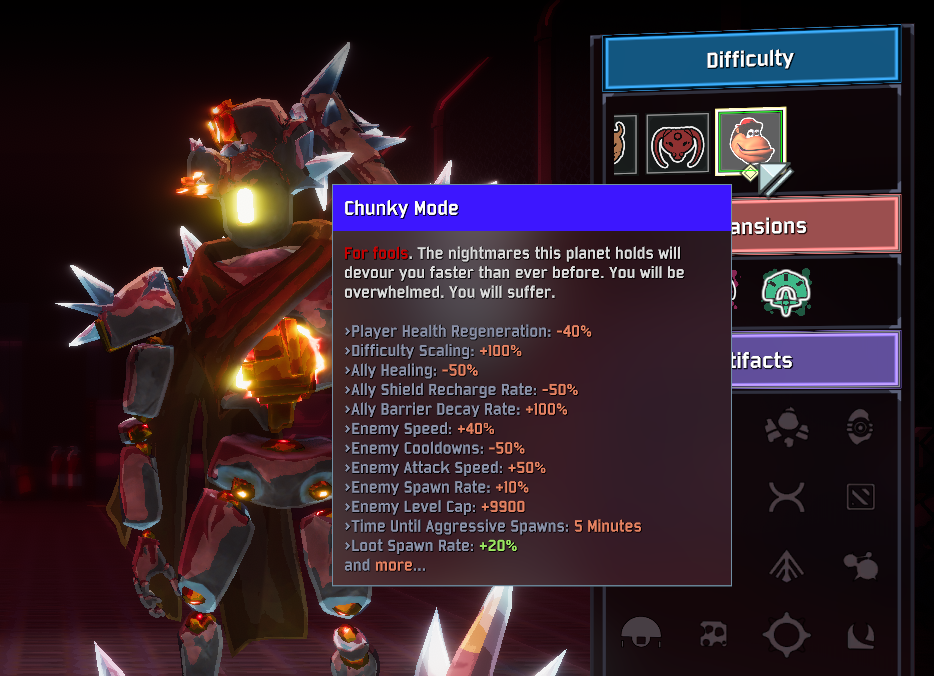 Difficulty
Chunky Mode
ansions
For fools. The nightmares this planet holds will
devour you faster than ever before. You will be
overwhelmed. You will suffer.
>Player Health Regeneration: -40%
>Difficulty Scaling: +100%
tifacts
>Ally Healing: -50%
>Ally Shield Recharge Rate: -50%
>Ally Barrier Decay Rate: +100%
>Enemy Speed: +40%
>Enemy Cooldowns: -50%
>Enemy Attack Speed: +50%
>Enemy Spawn Rate: +10%
>Enemy Level Cap: +9900
>Time Until Aggressive Spawns: 5 Minutes
>Loot Spawn Rate: +20%
and more...